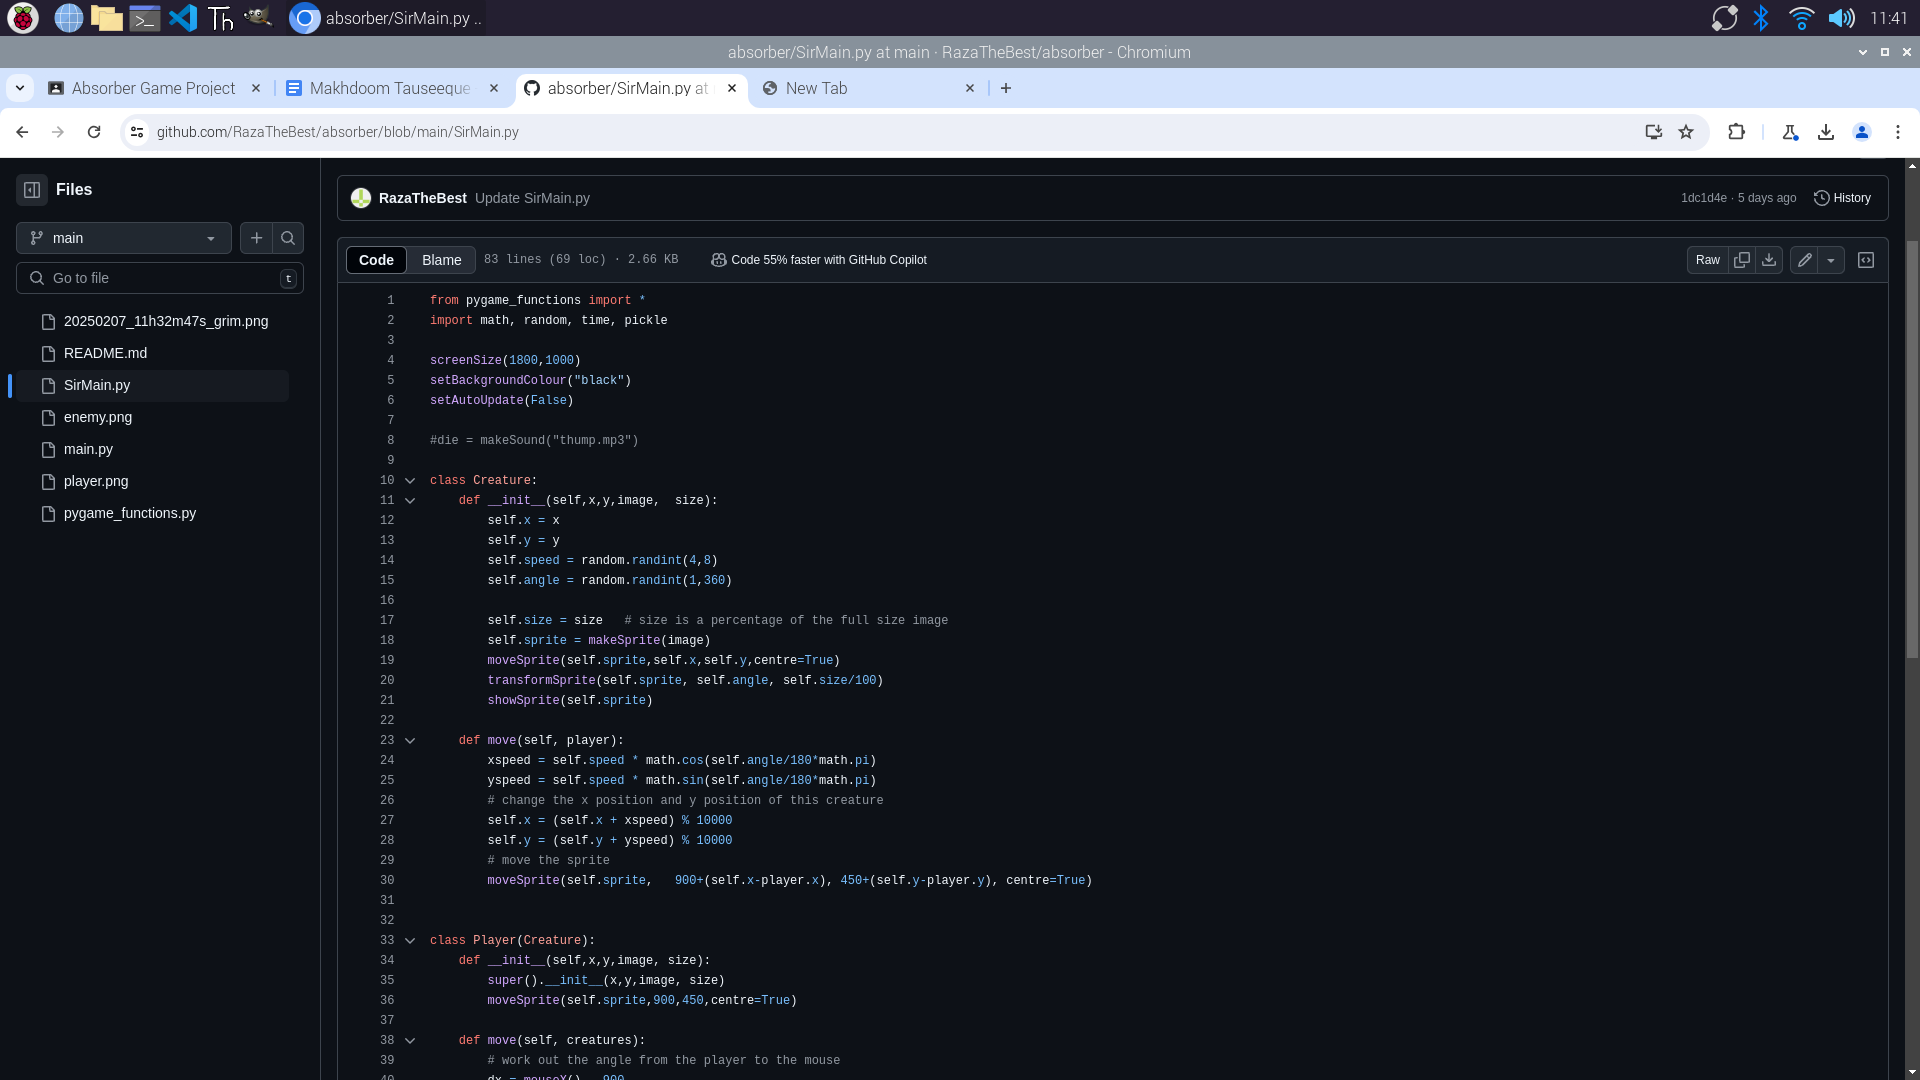 absorber/SirMain.py ..
11:41
absorber/SirMain.py at main · RazaTheBest/absorber - Chromium
Absorber Game Project
Makhdoom Tauseeque
absorber/SirMain.py at
New Tab
github.com/RazaTheBest/absorber/blob/main/SirMain.py
Files
main
Go to file
t
20250207_11h32m47s_grim.png
README.md
SirMain.py
enemy.png
main.py
player.png
pygame_functions.py
RazaTheBest Update SirMain.py
1dc1d4e · 5 days ago
History
Code
Blame
83 lines (69 loc) · 2.66 KB
Code 55% faster with GitHub Copilot
Raw
1 from pygame_functions import *
2 import math, random, time, pickle
3
4 screenSize(1800,1000)
5 setBackgroundColour("black")
6 setAutoUpdate(False)
7
8 #die = makeSound("thump.mp3")
9
10 class Creature:
11     def __init__(self,x,y,image,  size):
12         self.x = x
13         self.y = y
14         self.speed = random.randint(4,8)
15         self.angle = random.randint(1,360)
16
17         self.size = size   # size is a percentage of the full size image
18         self.sprite = makeSprite(image)
19         moveSprite(self.sprite,self.x,self.y,centre=True)
20         transformSprite(self.sprite, self.angle, self.size/100)
21         showSprite(self.sprite)
22
23     def move(self, player):
24         xspeed = self.speed * math.cos(self.angle/180*math.pi)
25         yspeed = self.speed * math.sin(self.angle/180*math.pi)
26         # change the x position and y position of this creature
27         self.x = (self.x + xspeed) % 10000
28         self.y = (self.y + yspeed) % 10000
29         # move the sprite
30         moveSprite(self.sprite,   900+(self.x-player.x), 450+(self.y-player.y), centre=True)
31
32
33 class Player(Creature):
34     def __init__(self,x,y,image, size):
35         super().__init__(x,y,image, size)
36         moveSprite(self.sprite,900,450,centre=True)
37
38     def move(self, creatures):
39         # work out the angle from the player to the mouse
40         dx = mouseX() - 900